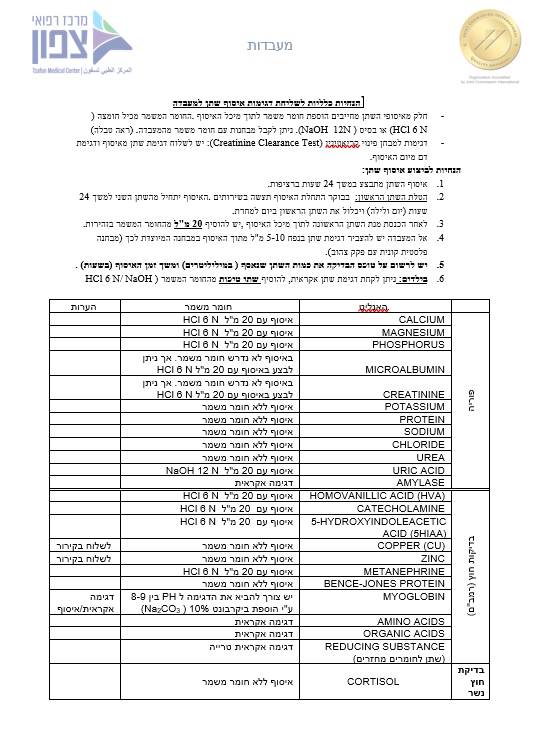 מרכז רפואי
צפון
המרכז الطبي تسافون | Tzafon Medical Center
מעבדות
Organization Accredited
by Joint Commission International
הנחיות כלליות לשליחת דגימות איסוף שתן למעבדה
- חלק מאיסופי השתן מחייבים הוספת חומר משמר לתוך מיכל האיסוף .החומר המשמר מכיל חומצה (
HCl 6 N) או בסיס ( NaOH 12N). ניתן לקבל מבחנות עם חומר משמר מהמעבדה. (ראה טבלה)
- דגימות למבחן פינוי קריאטינין (Creatinine Clearance Test): יש לשלוח דגימת שתן מאיסוף ודגימת
דם מיום האיסוף.
הנחיות לביצוע איסוף שתן:
1. איסוף השתן מתבצע במשך 24 שעות ברציפות.
2. הטלת השתן הראשון: בבוקר התחלת האיסוף תעשה בשירותים .האיסוף יתחיל מהשתן השני למשך 24
שעות (יום ולילה) ויכלול את השתן הראשון ביום למחרת.
3. לאחר הכנסת מנת השתן הראשונה לתוך מיכל האיסוף ,יש להוסיף 20 מ"ל מהחומר המשמר בזהירות.
4. אל המעבדה יש להעביר דגימת שתן בנפח 5-10 מ"ל מתוך האיסוף במבחנה המיועדת לכך (מבחנה
פלסטית קונית עם פקק צהוב).
5. יש לרשום על טופס הבדיקה את כמות השתן שנאסף ( במיליליטרים) ומשך זמן האיסוף (בשעות) .
6. בילדים: ניתן לקחת דגימת שתן אקראית, להוסיף שתי טיפות מהחומר המשמר ( HCl 6 N/ NaOH
האנליט חומר משמר הערות
פוריה
CALCIUM איסוף עם 20 מ"ל HCl 6 N
MAGNESIUM איסוף עם 20 מ"ל HCl 6 N
PHOSPHORUS איסוף עם 20 מ"ל HCl 6 N
MICROALBUMIN באיסוף לא נדרש חומר משמר. אך ניתן
לבצע באיסוף עם 20 מ"ל HCl 6 N
CREATININE באיסוף לא נדרש חומר משמר. אך ניתן
לבצע באיסוף עם 20 מ"ל HCl 6 N
POTASSIUM איסוף ללא חומר משמר
PROTEIN איסוף ללא חומר משמר
SODIUM איסוף ללא חומר משמר
CHLORIDE איסוף ללא חומר משמר
UREA איסוף ללא חומר משמר
URIC ACID איסוף עם 20 מ"ל NaOH 12 N
AMYLASE דגימה אקראית
בדיקות חוץ (רמב"ם)
HOMOVANILLIC ACID (HVA) איסוף עם 20 מ"ל HCl 6 N
CATECHOLAMINE איסוף עם 20 מ"ל HCl 6 N
5-HYDROXYINDOLEACETIC איסוף עם 20 מ"ל HCl 6 N
ACID (5HIAA)
COPPER (CU) איסוף ללא חומר משמר לשלוח בקירור
ZINC איסוף ללא חומר משמר לשלוח בקירור
METANEPHRINE איסוף עם 20 מ"ל HCl 6 N
BENCE-JONES PROTEIN איסוף ללא חומר משמר
MYOGLOBIN יש צורך להביא את הדגימה ל PH בין 8-9 דגימה
ע"י הוספת ביקרבונט 10% ( Na2CO3) אקראית/איסוף
AMINO ACIDS דגימה אקראית
ORGANIC ACIDS דגימה אקראית
REDUCING SUBSTANCE דגימה אקראית טרייה
(שתן לחומרים מחזרים)
בדיקת
חוץ
נשר
CORTISOL איסוף ללא חומר משמר